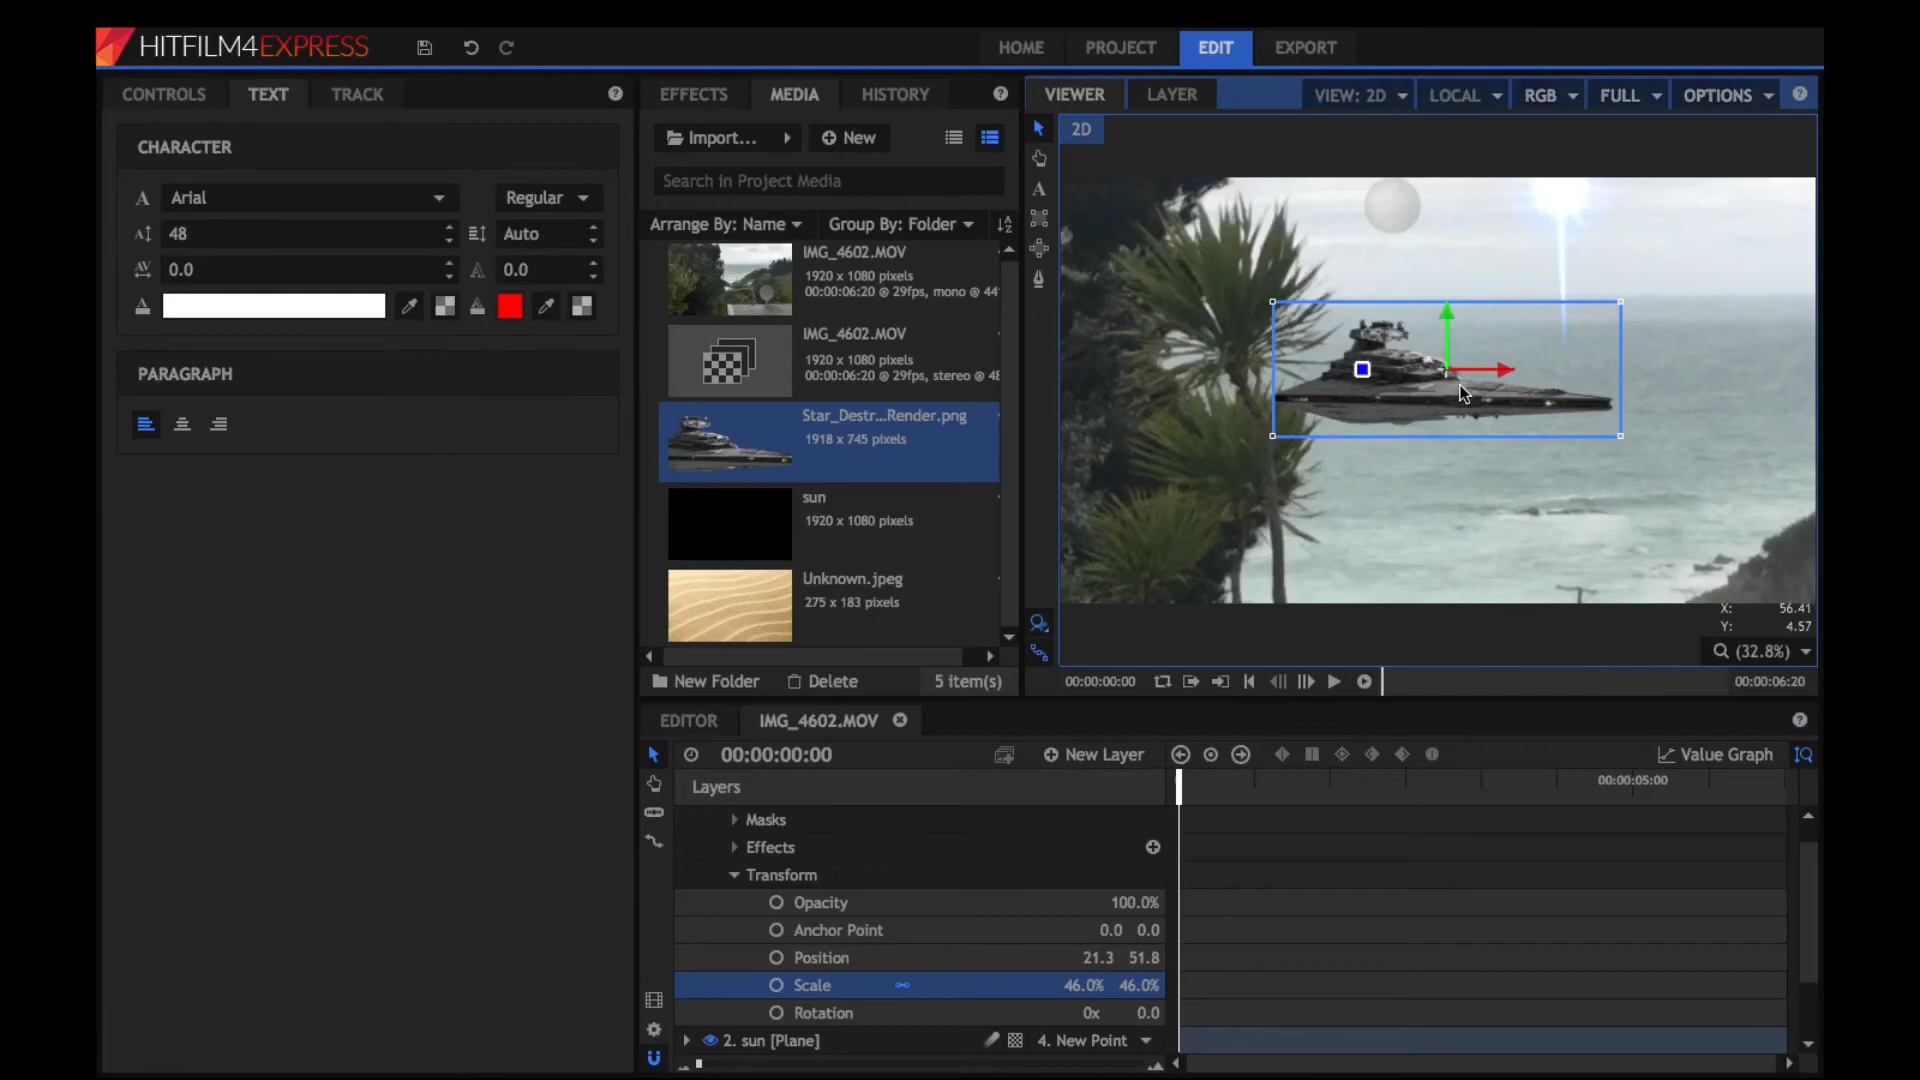 HITFILM4EXPRESS
HOME
PROJECT
EDIT
EXPORT
CONTROLS
TEXT
TRACK
CHARACTER
Arial
Regular
48
Auto
0.0
0.0
PARAGRAPH
EFFECTS
MEDIA
HISTORY
Import...
New
Search in Project Media
Arrange By: Name
Group By: Folder
IMG_4602.MOV
1920 x 1080 pixels
00:00:06:20 @ 29fps, mono @ 44
IMG_4602.MOV
1920 x 1080 pixels
00:00:06:20 @ 29fps, stereo @ 48
Star_Destr...Render.png
1918 x 745 pixels
sun
1920 x 1080 pixels
Unknown.jpeg
275 x 183 pixels
New Folder
Delete
5 item(s)
VIEWER
LAYER
VIEW: 2D
LOCAL
RGB
FULL
OPTIONS
2D
X: 56.41
Y: 4.57
(32.8%)
00:00:00:00
00:00:06:20
EDITOR
IMG_4602.MOV
00:00:00:00
New Layer
Value Graph
Layers
00:00:05:00
Masks
Effects
Transform
Opacity 100.0%
Anchor Point 0.0 0.0
Position 21.3 51.8
Scale 46.0% 46.0%
Rotation 0x 0.0
2. sun [Plane] 4. New Point